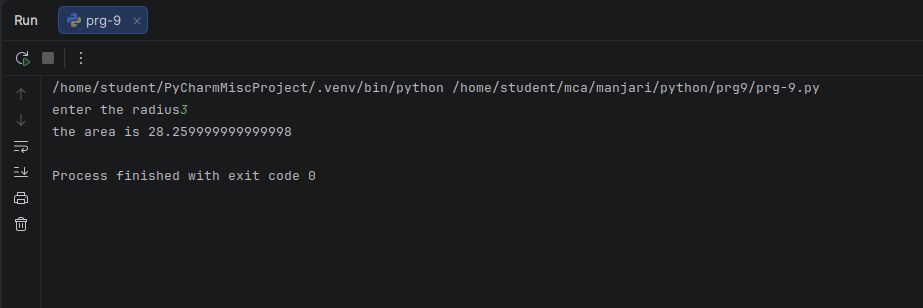 Run prg-9
/home/student/PyCharmMiscProject/.venv/bin/python /home/student/mca/manjari/python/prg9/prg-9.py
enter the radius3
the area is 28.259999999999998
Process finished with exit code 0